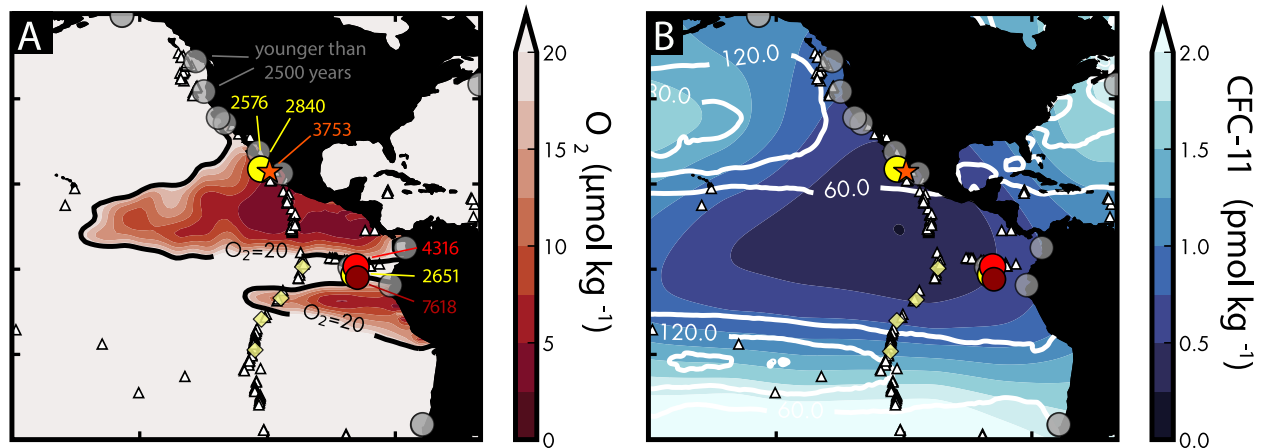 A
younger than
2500 years
2576
2840
3753
O₂=20
4316
2651
7618
O₂=20
20
15
10
5
0
O₂ (μmol kg⁻¹)
B
120.0
80.0
60.0
120.0
60.0
2.0
1.5
1.0
0.5
0.0
CFC-11 (pmol kg⁻¹)